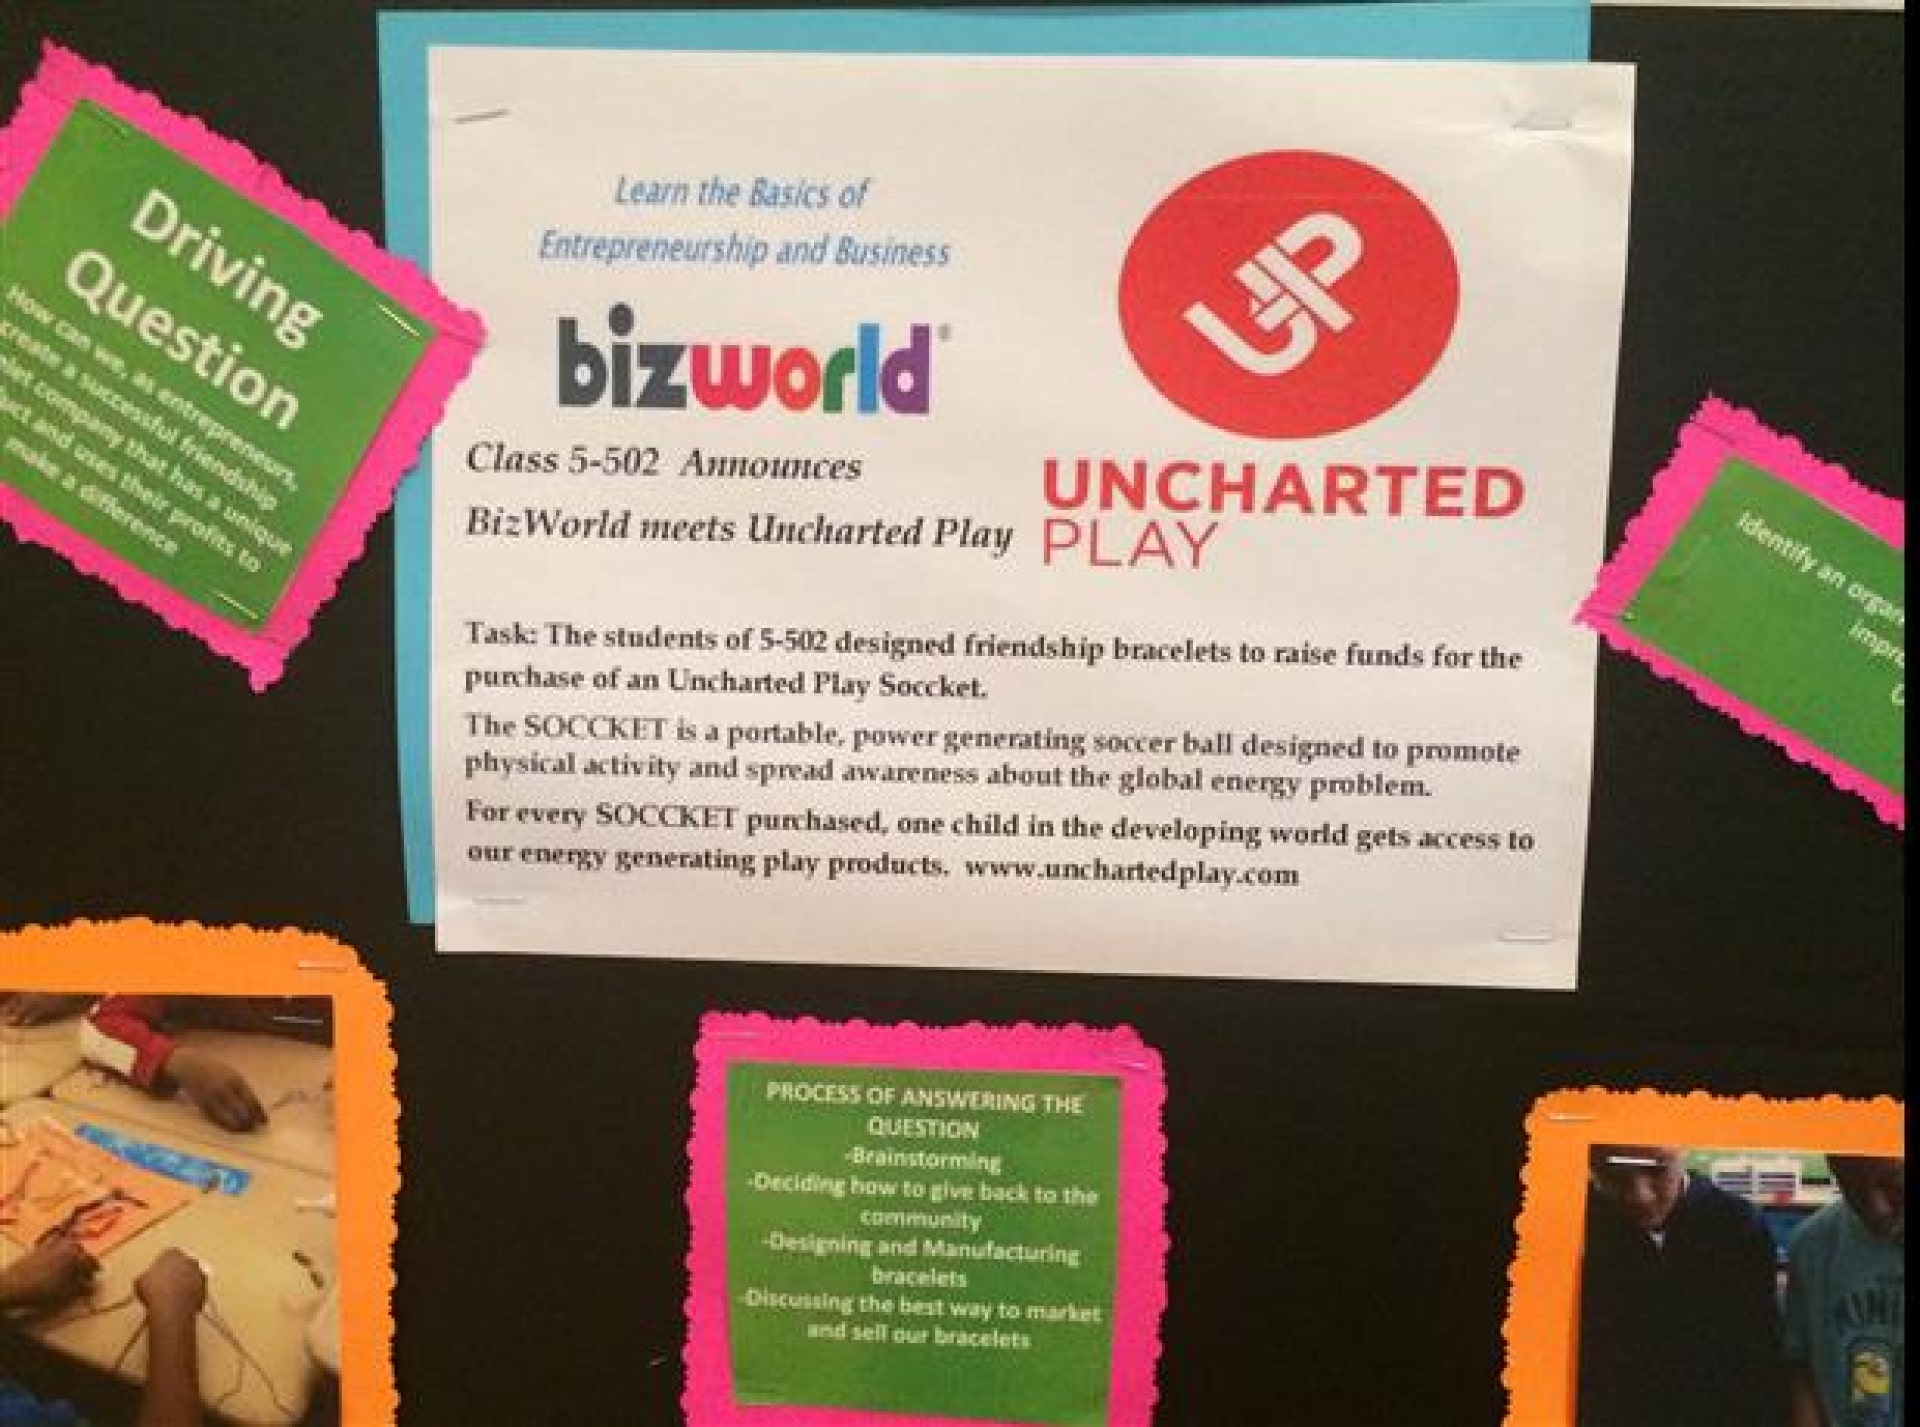 Driving
Question
How can we, as entrepreneurs,
create a successful friendship
company that has a unique
and uses their profits to
make a difference
Learn the Basics of
Entrepreneurship and Business
bizworld®
UP
UNCHARTED
PLAY
Class 5-502 Announces
BizWorld meets Uncharted Play
Task: The students of 5-502 designed friendship bracelets to raise funds for the
purchase of an Uncharted Play Soccket.
The SOCCKET is a portable, power generating soccer ball designed to promote
physical activity and spread awareness about the global energy problem.
For every SOCCKET purchased, one child in the developing world gets access to
our energy generating play products. www.unchartedplay.com
Identify an
PROCESS OF ANSWERING THE
QUESTION
-Brainstorming
-Deciding how to give back to the
community
-Designing and Manufacturing
bracelets
-Discussing the best way to market
and sell our bracelets